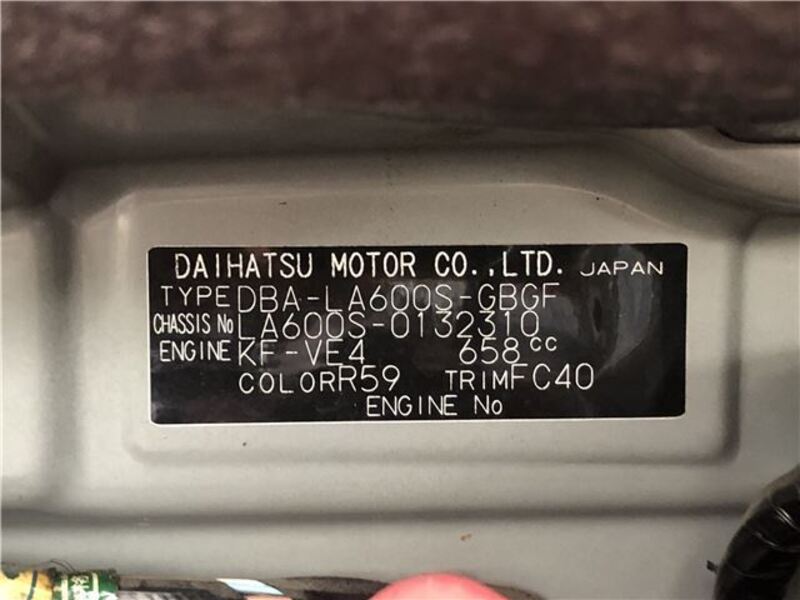 DAIHATSU MOTOR CO.,LTD. JAPAN
TYPE DBA-LA600S-GBGF
CHASSIS No LA600S-0132310
ENGINE KF-VE4 658cc
COLOR R59 TRIM FC40
ENGINE No